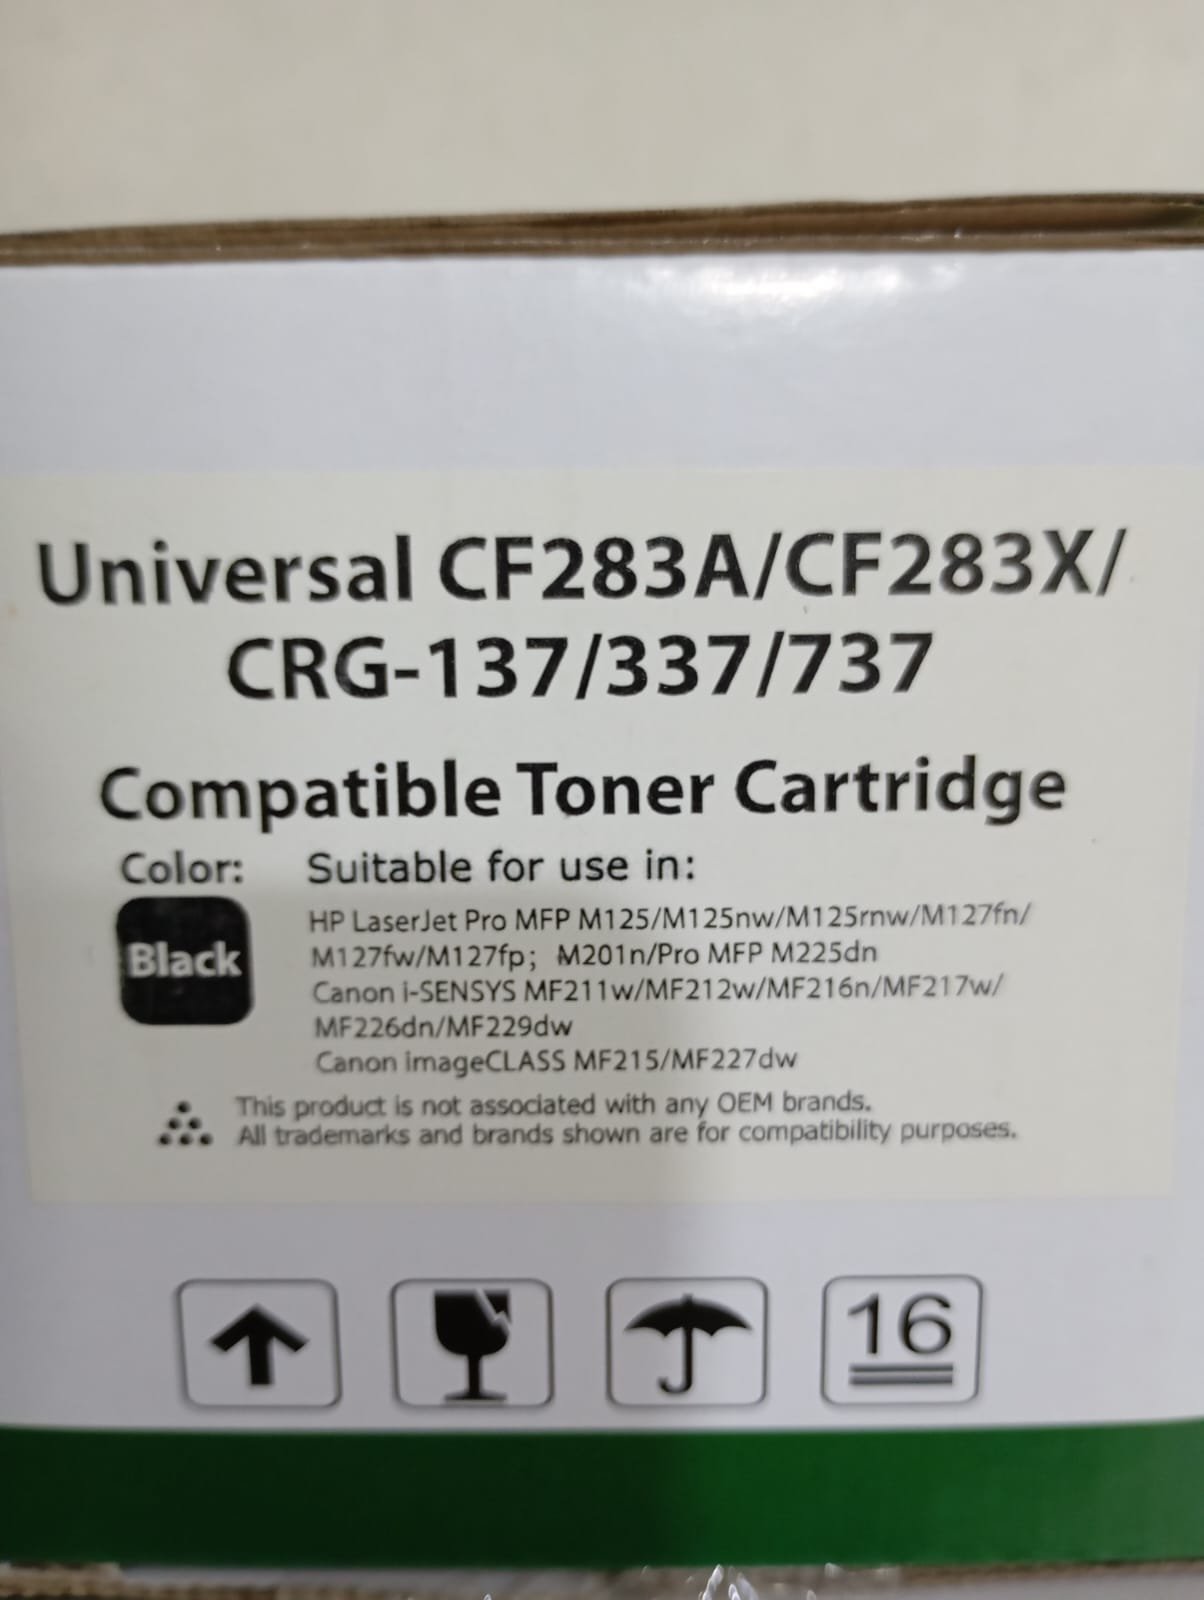 Universal CF283A/CF283X/
CRG-137/337/737
Compatible Toner Cartridge
Color:
Black
Suitable for use in:
HP LaserJet Pro MFP M125/M125nw/M125rnw/M127fn/
M127fw/M127fp; M201n/Pro MFP M225dn
Canon i-SENSYS MF211w/MF212w/MF216n/MF217w/
MF226dn/MF229dw
Canon imageCLASS MF215/MF227dw
This product is not associated with any OEM brands.
All trademarks and brands shown are for compatibility purposes.
16